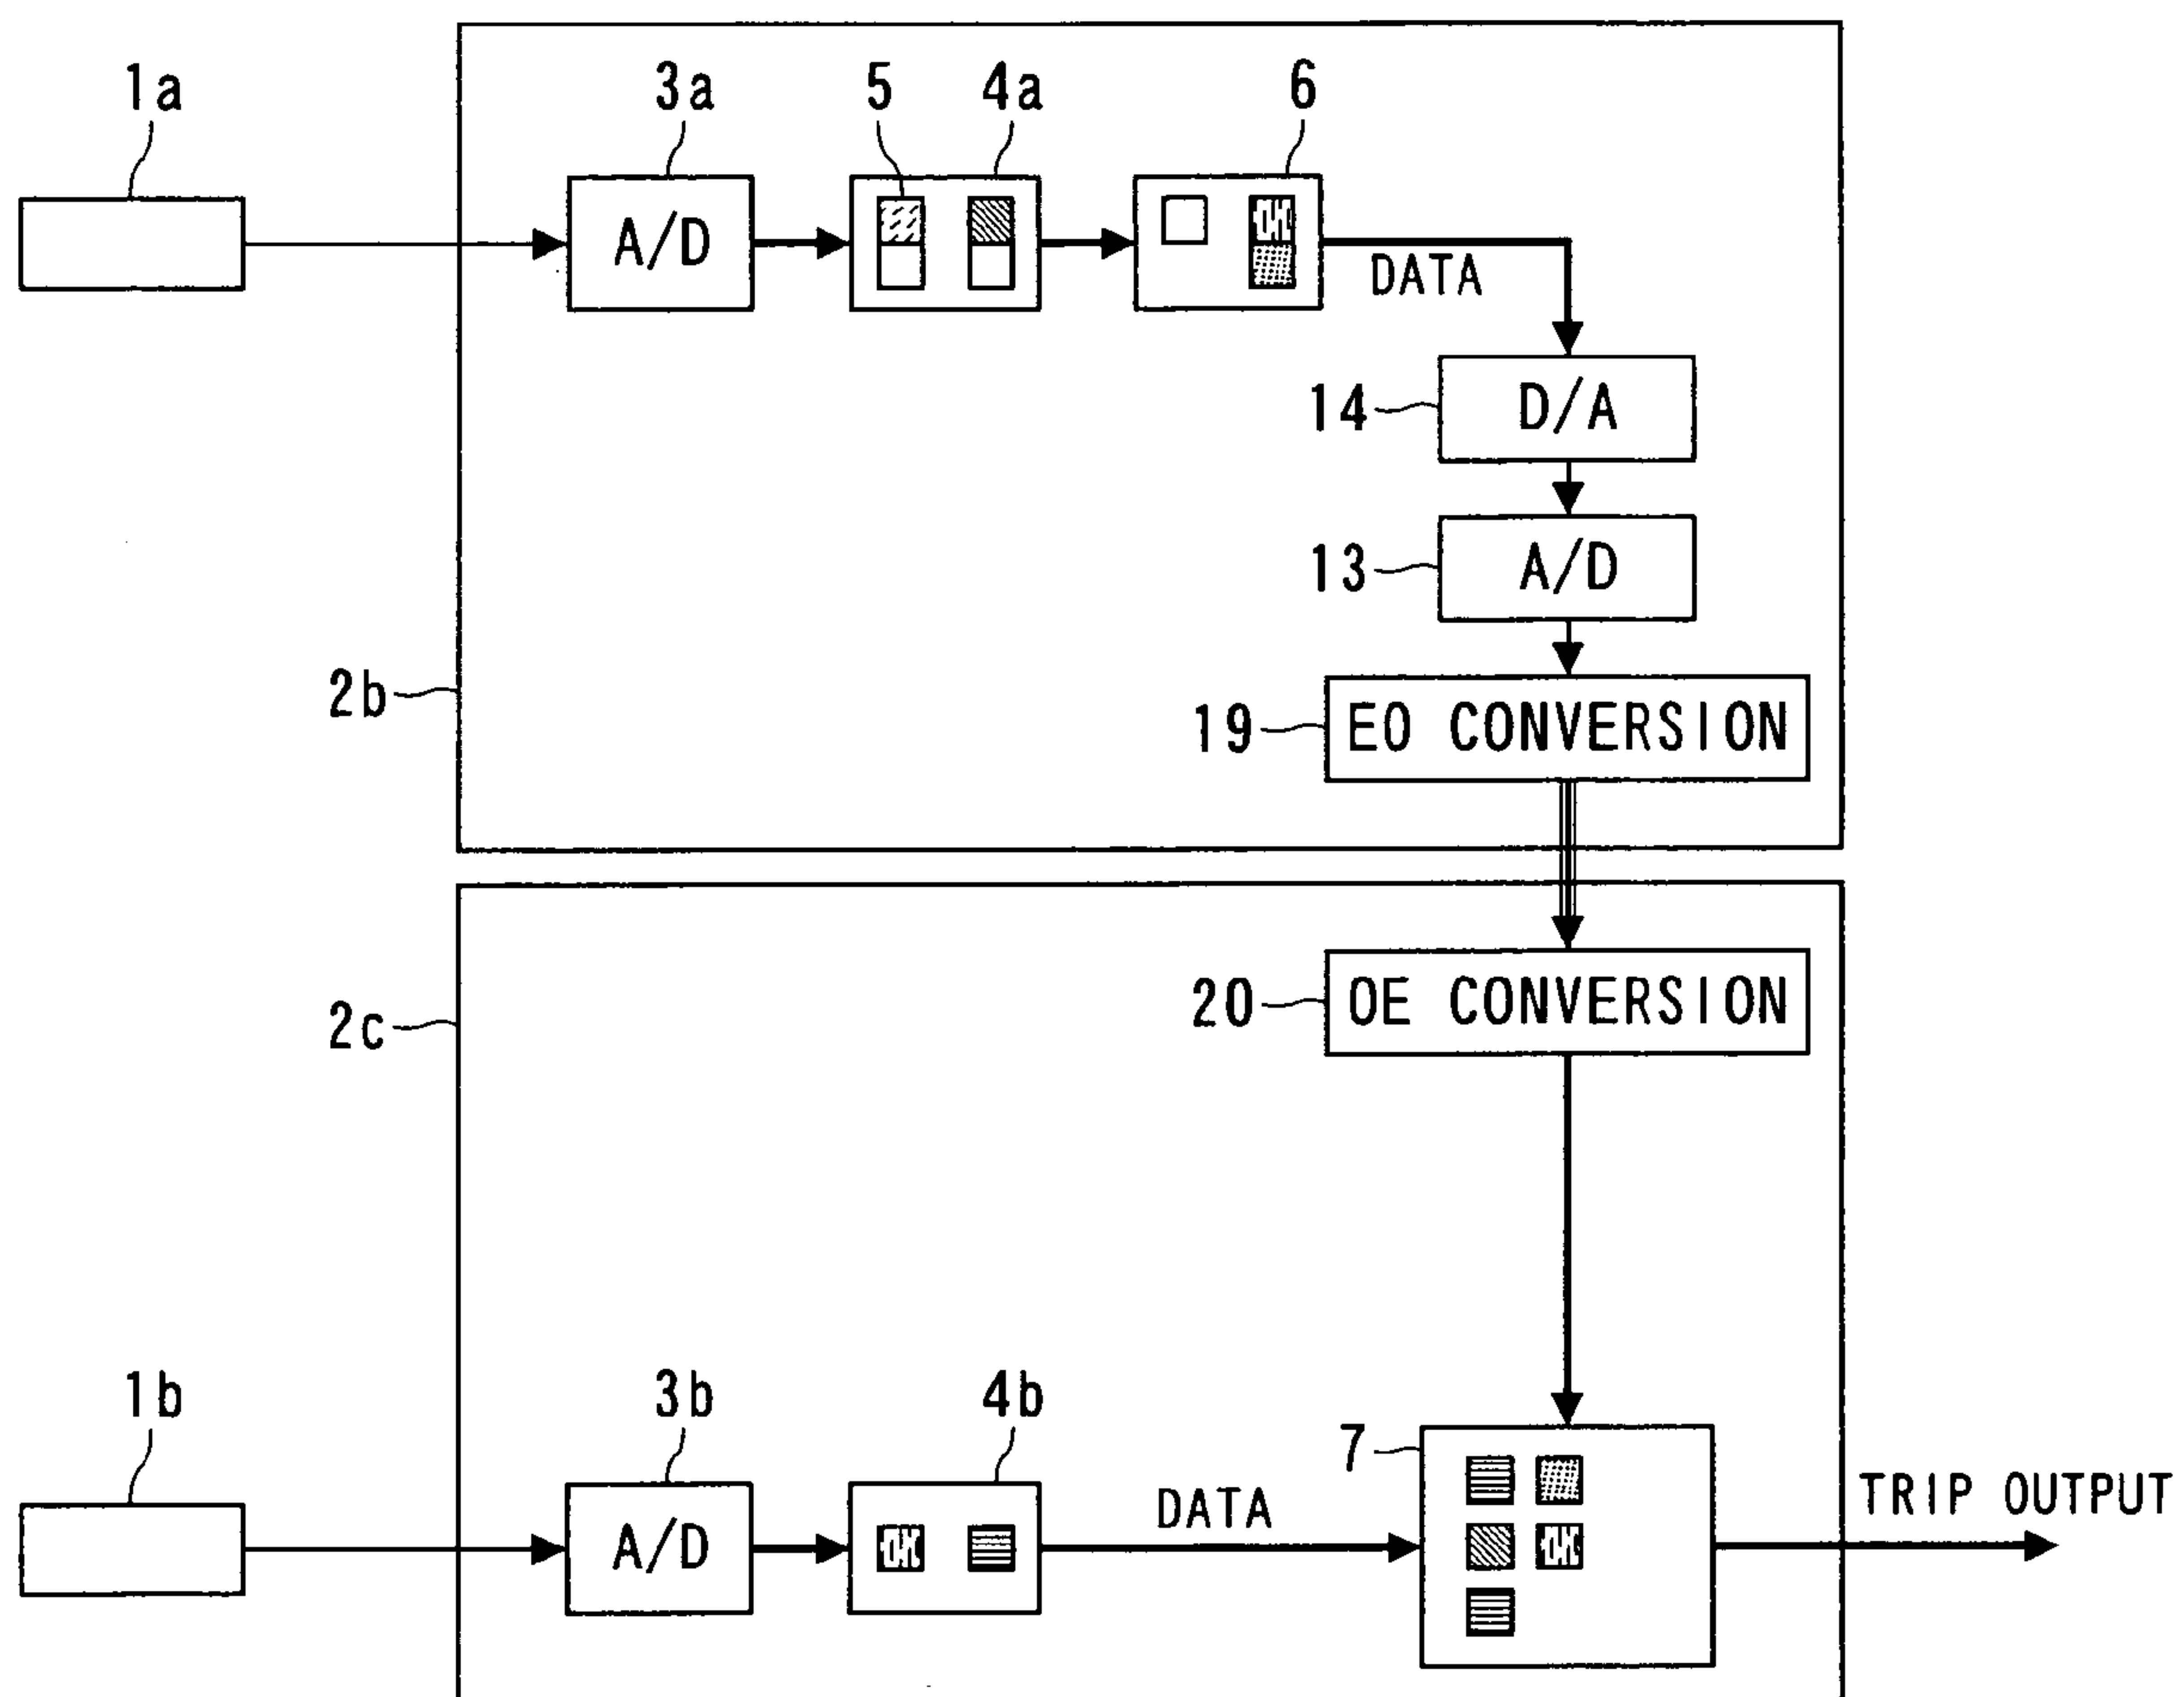 1a
3a
5
4a
6
A/D
DATA
14
D/A
13
A/D
2b
19
EO CONVERSION
2c
20
OE CONVERSION
1b
3b
4b
7
A/D
DATA
TRIP OUTPUT